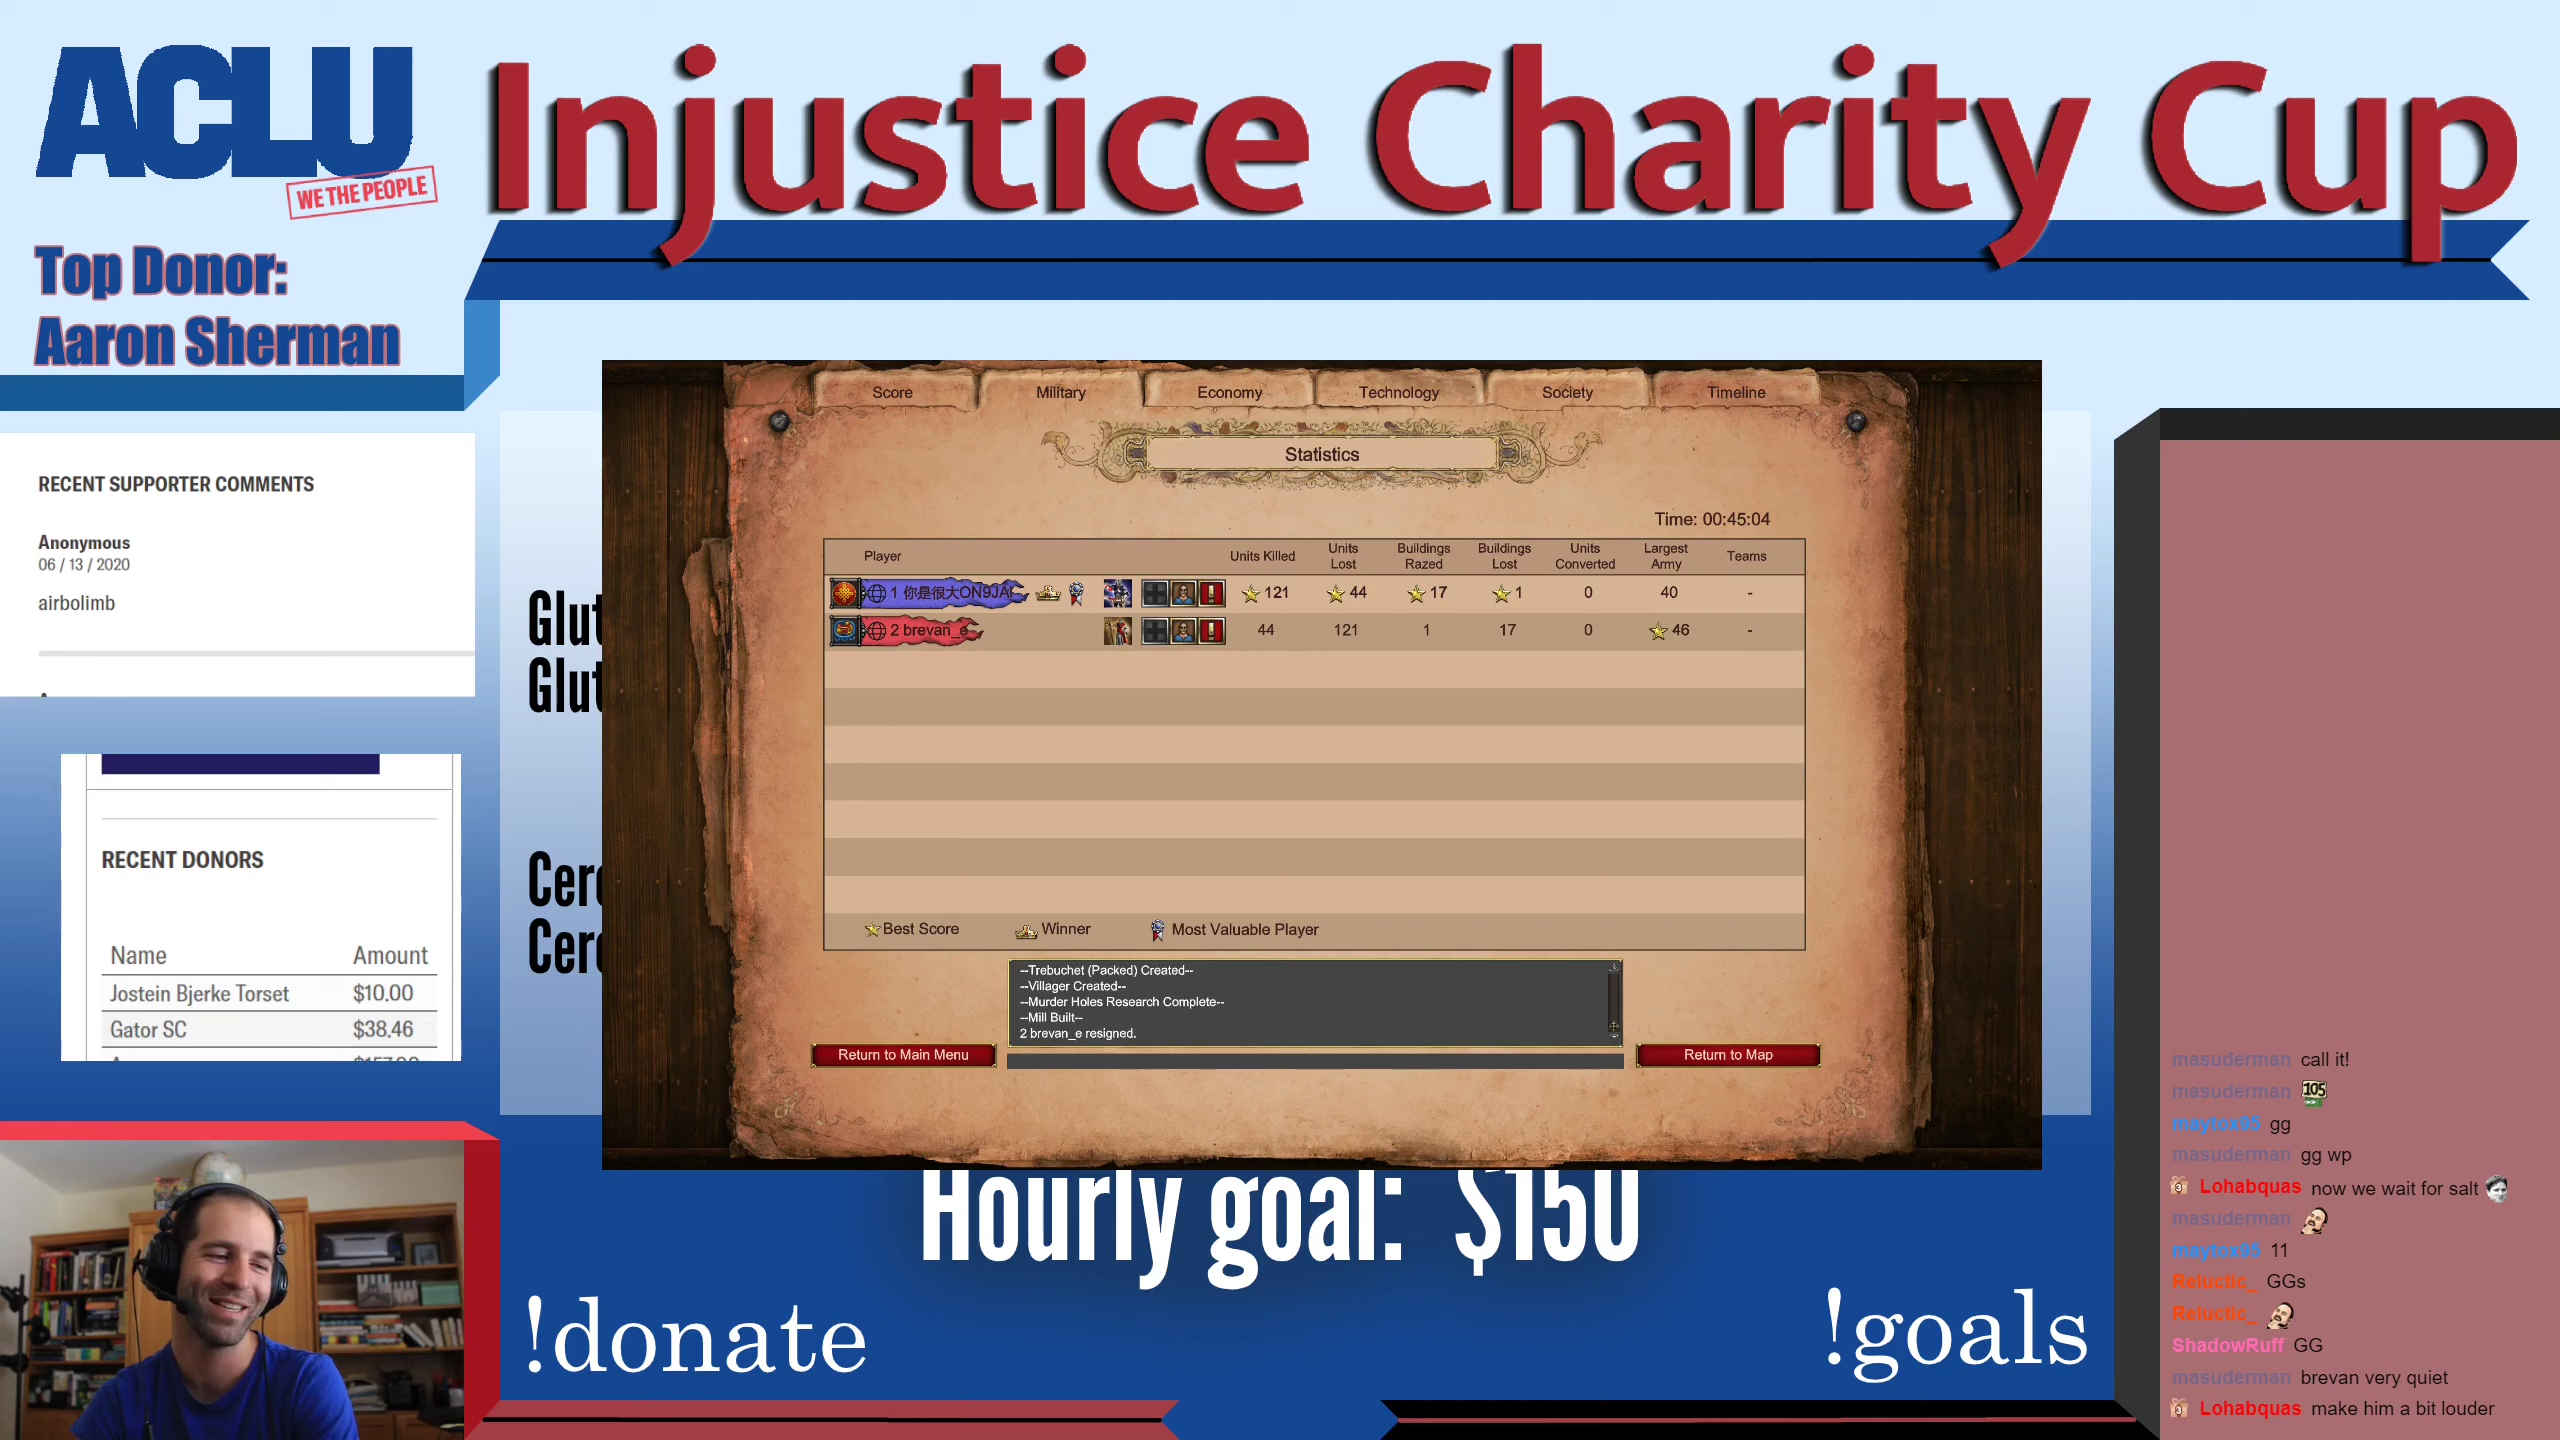 ACLU
WE THE PEOPLE
Injustice Charity Cup
Top Donor:
Aaron Sherman
RECENT SUPPORTER COMMENTS
Anonymous
06 / 13 / 2020
airbolimb
RECENT DONORS
Name Amount
Jostein Bjerke Torset $10.00
Gator SC $38.46
Score Military Economy Technology Society Timeline
Statistics
Time: 00:45:04
Player Units Killed Units Lost Buildings Razed Buildings Lost Units Converted Largest Army Teams
1 你是很大ON9JA 121 44 17 1 0 40 -
2 brevan_e 44 121 1 17 0 46 -
Best Score Winner Most Valuable Player
--Trebuchet (Packed) Created--
--Villager Created--
--Murder Holes Research Complete--
--Mill Built--
2 brevan_e resigned.
Return to Main Menu Return to Map
Hourly goal: $150
!donate !goals
masuderman call it!
masuderman 105
maytox95 gg
masuderman gg wp
3 Lohabquas now we wait for salt
masuderman
maytox95 11
Reluctic_ GGs
Reluctic_
ShadowRuff GG
masuderman brevan very quiet
3 Lohabquas make him a bit louder